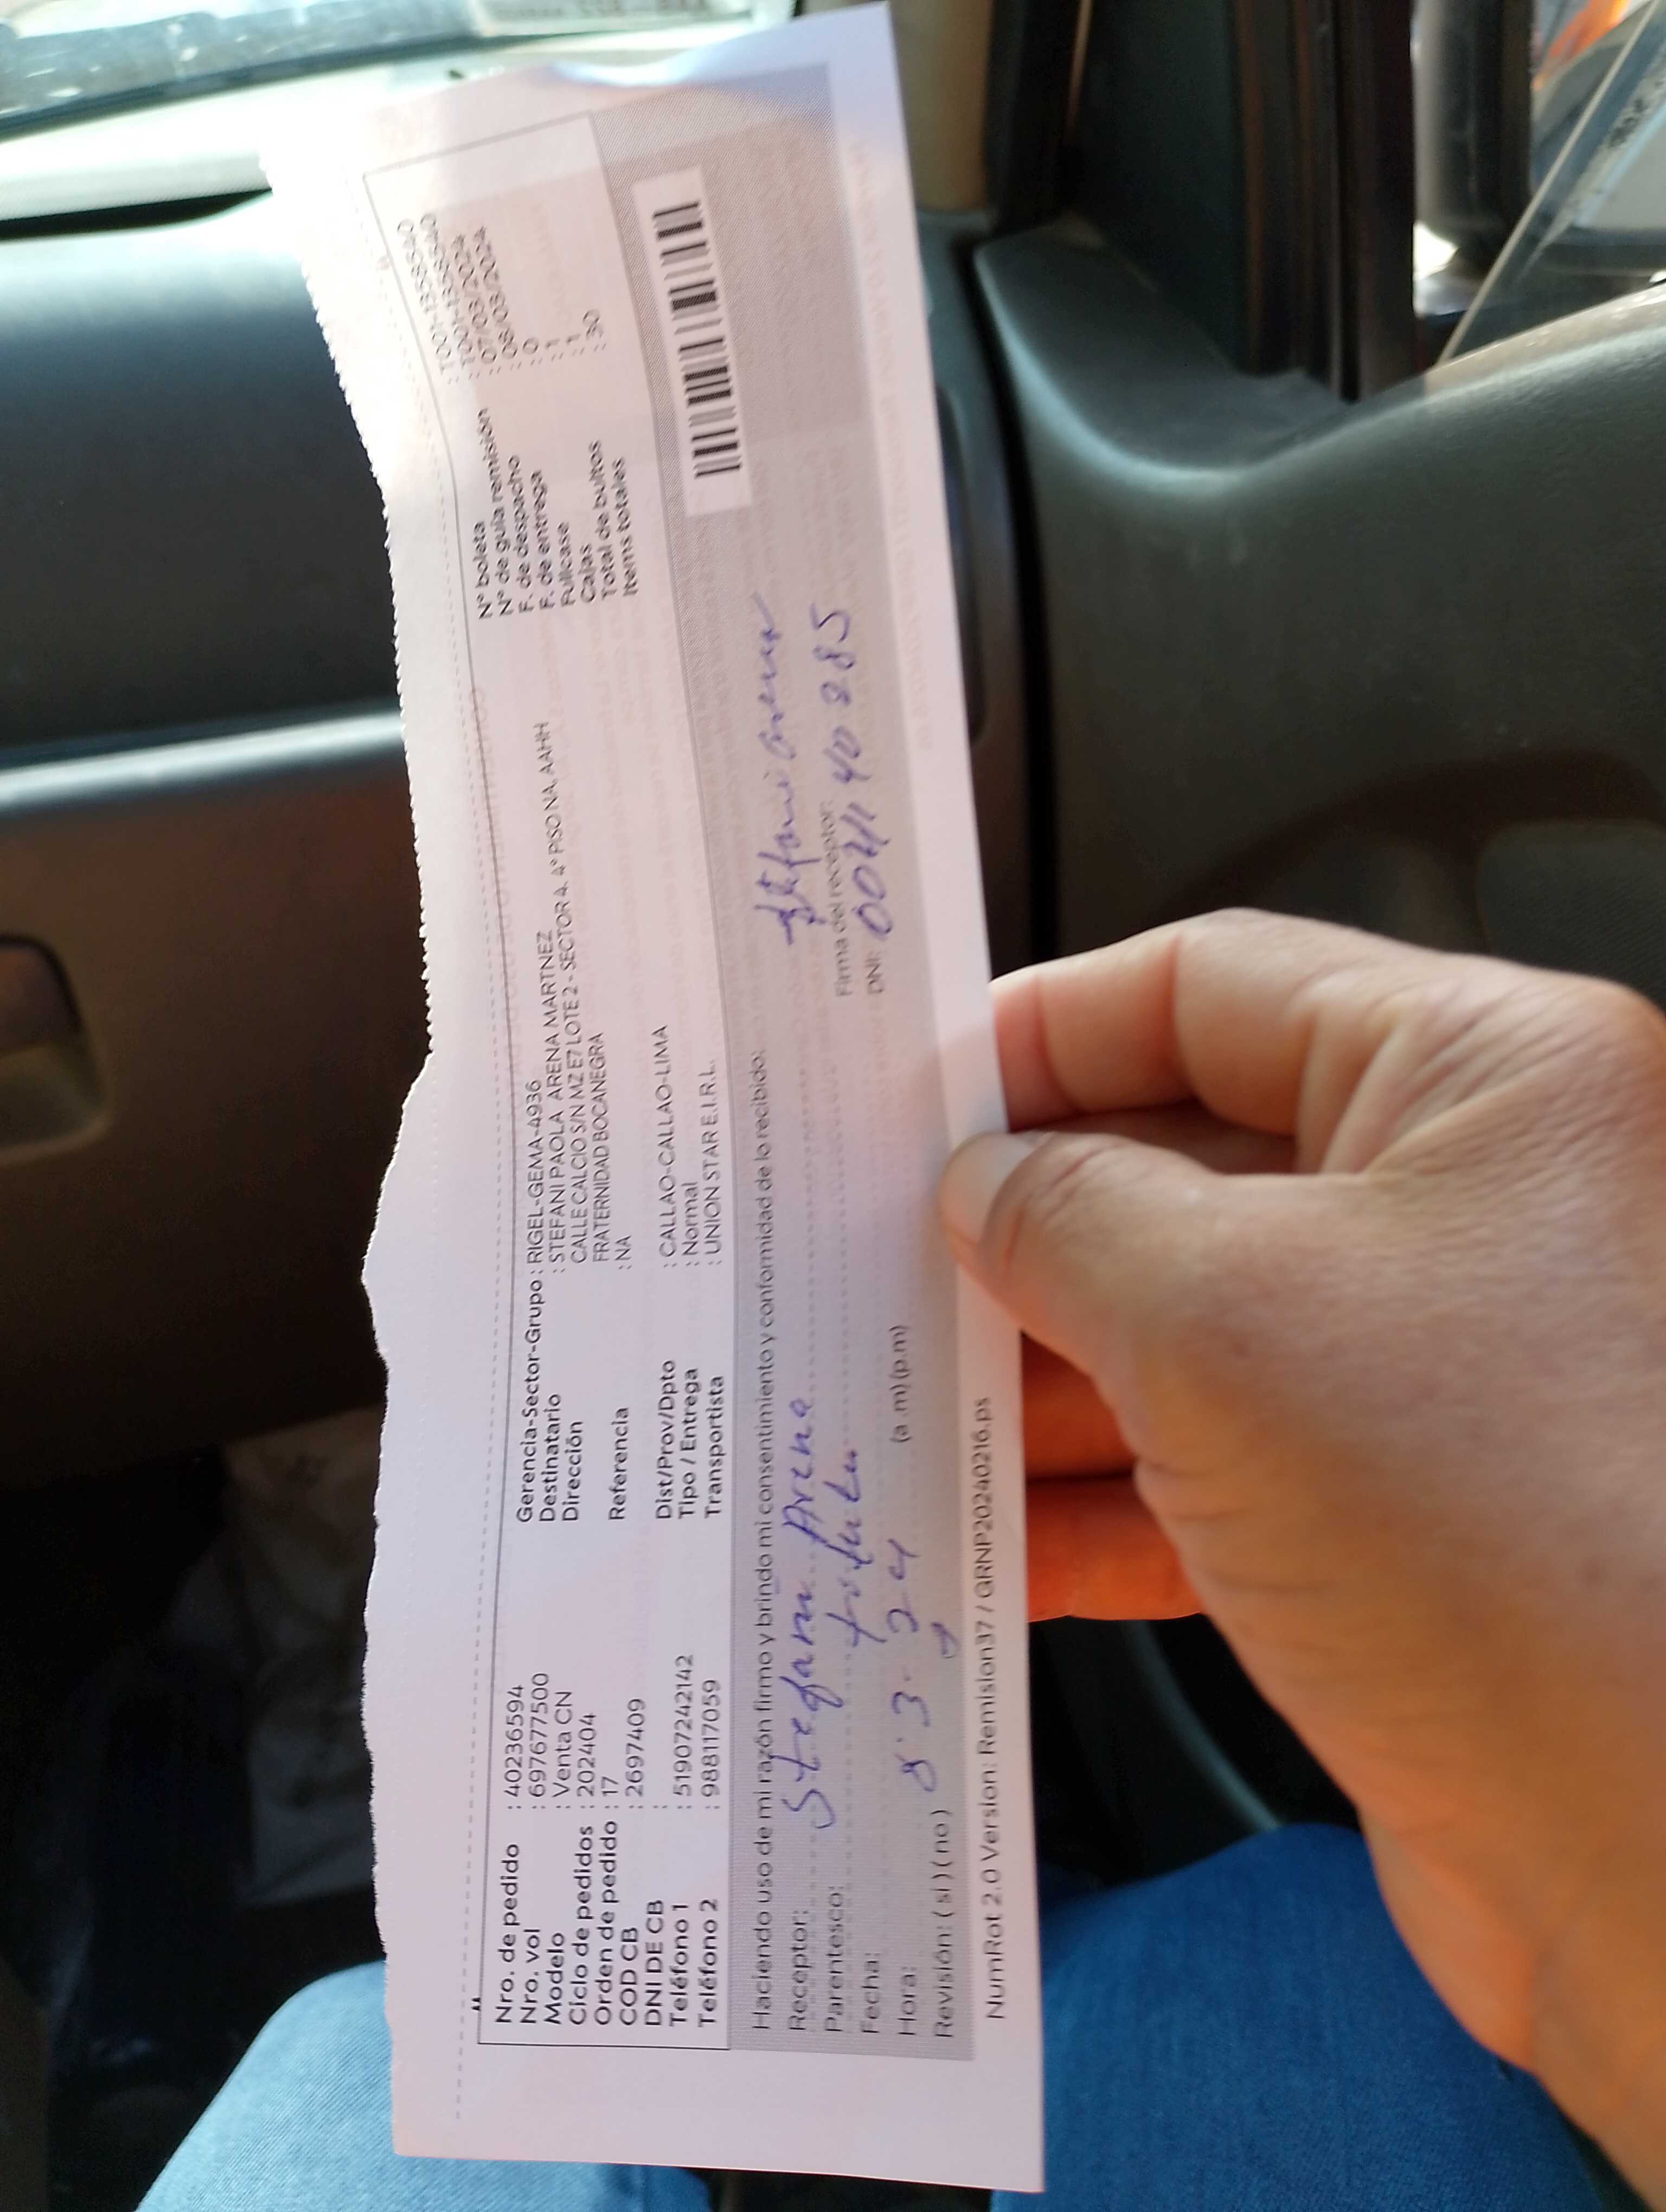 Nro. de pedido : 40236594
Nro. vol : 697677500
Modelo : Venta CN
Ciclo de pedidos : 202404
Orden de pedido : 17
COD CB : 2697409
DNI DE CB :
Teléfono 1 : 51907242142
Teléfono 2 : 988117059
Gerencia-Sector-Grupo : RIGEL-GEMA-4936
Destinatario : STEFANI PAOLA ARENA MARTNEZ
Dirección CALLE CALCIO S/N MZ E7 LOTE 2 - SECTOR 4. 4° PISO NA. AAHH
FRATERNIDAD BOCANEGRA
Referencia : NA
Dist/Prov/Dpto : CALLAO-CALLAO-LIMA
Tipo / Entrega : Normal
Transportista : UNION STAR E.I.R.L.
N° boleta
N° de guía remisión
F. de despacho : 07/03/2024
F. de entrega : 08/03/2024
Fullcase : 0
Cajas : 1
Total de bultos : 1
Items totales : 30
Haciendo uso de mi razón firmo y brindo mi consentimiento y conformidad de lo recibido:
Receptor: Stefani Arena
Parentesco:
Fecha: 8 · 3 · 24
Hora: (a.m) (p.m)
Revisión: ( si ) ( no )
Firma del receptor:
DNI:
NumRot 2.0 Version: Remision37 / GRNP20240216.ps